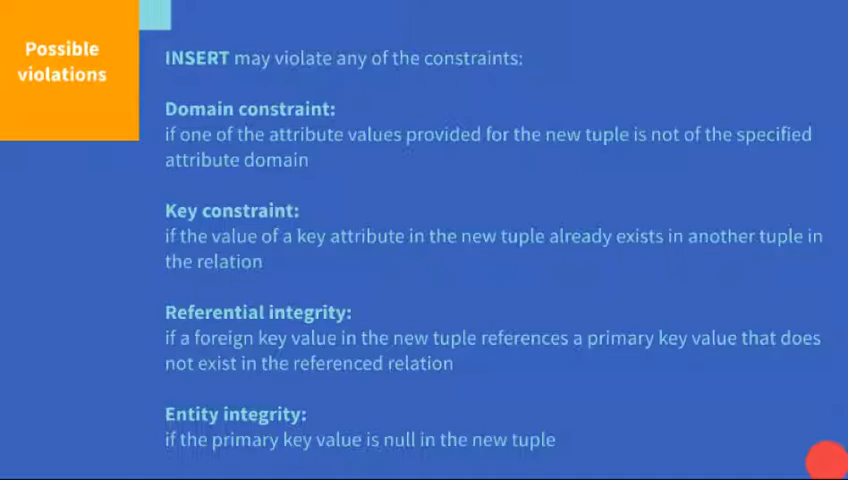 Possible
violations
INSERT may violate any of the constraints:
Domain constraint:
if one of the attribute values provided for the new tuple is not of the specified
attribute domain
Key constraint:
if the value of a key attribute in the new tuple already exists in another tuple in
the relation
Referential integrity:
if a foreign key value in the new tuple references a primary key value that does
not exist in the referenced relation
Entity integrity:
if the primary key value is null in the new tuple